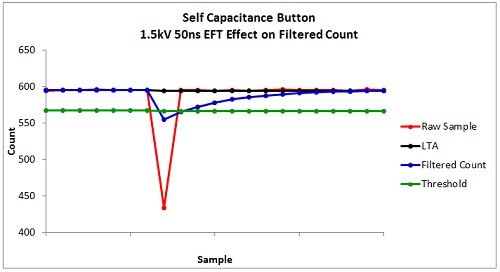 Self Capacitance Button
1.5kV 50ns EFT Effect on Filtered Count
650
600
550
500
450
400
Count
Sample
Raw Sample
LTA
Filtered Count
Threshold